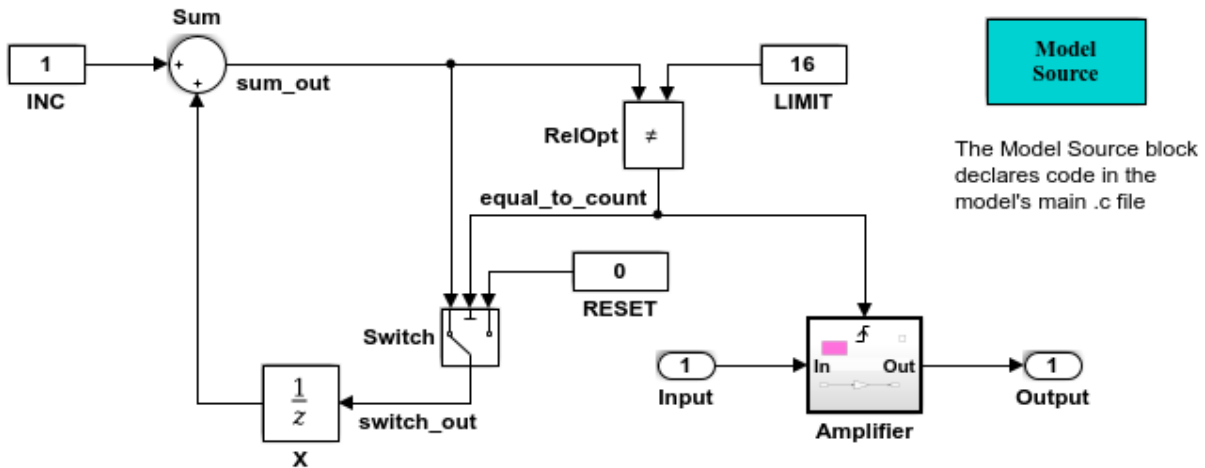 Sum
1
INC
+
+
sum_out
16
LIMIT
RelOpt
≠
Model
Source
The Model Source block
declares code in the
model's main .c file
equal_to_count
0
RESET
Switch
1
z
X
switch_out
1
Input
In
Out
Amplifier
1
Output